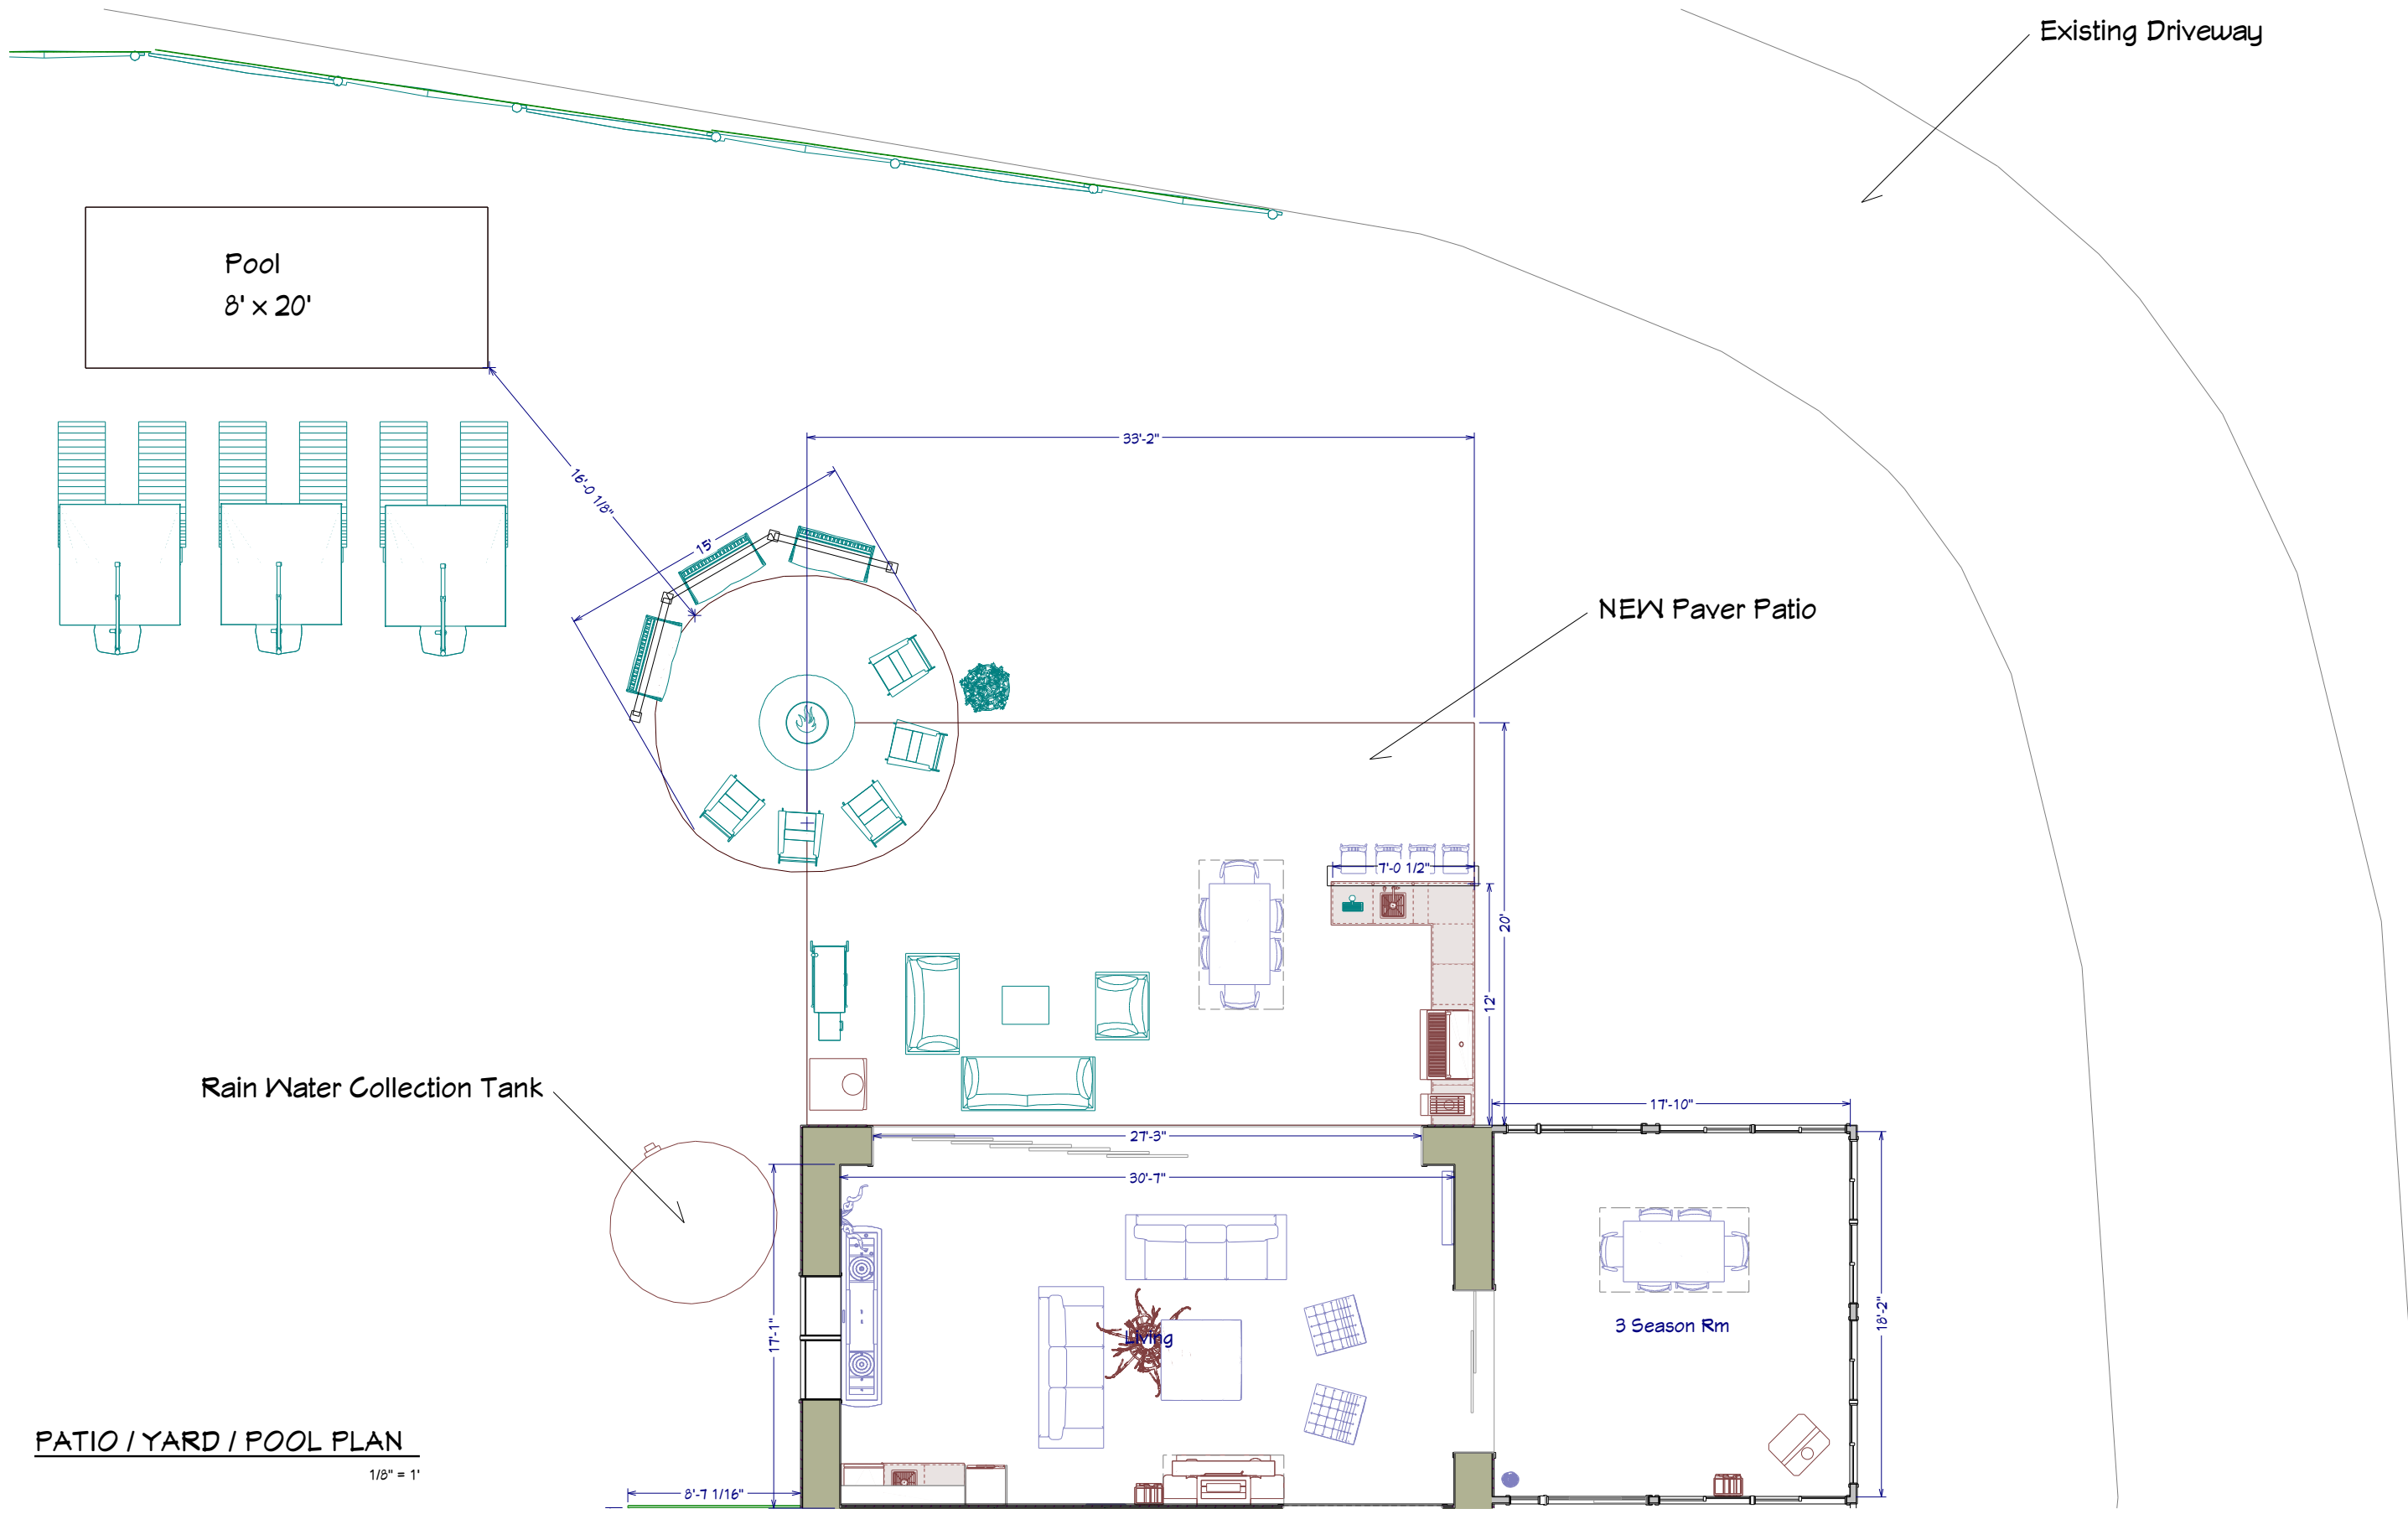 Existing Driveway
Pool
8' x 20'
33'-2"
16'-0 1/8"
15'
NEW Paver Patio
7'-0 1/2"
20'
12'
Rain Water Collection Tank
17'-10"
27'-3"
30'-7"
17'-1"
Living
3 Season Rm
18'-2"
PATIO / YARD / POOL PLAN
1/8" = 1'
8'-7 1/16"